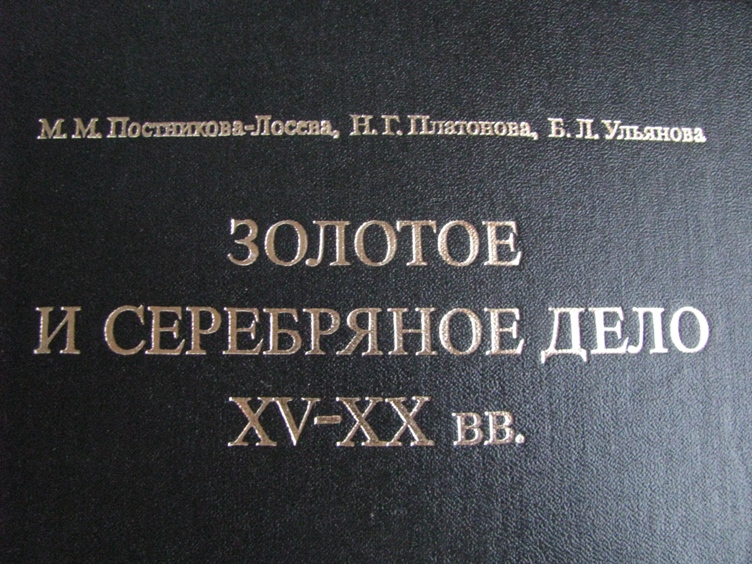 М. М. Постникова-Лосева, Н. Г. Платонова, Б. Л. Ульянова
ЗОЛОТОЕ
И СЕРЕБРЯНОЕ ДЕЛО
XV-XX вв.